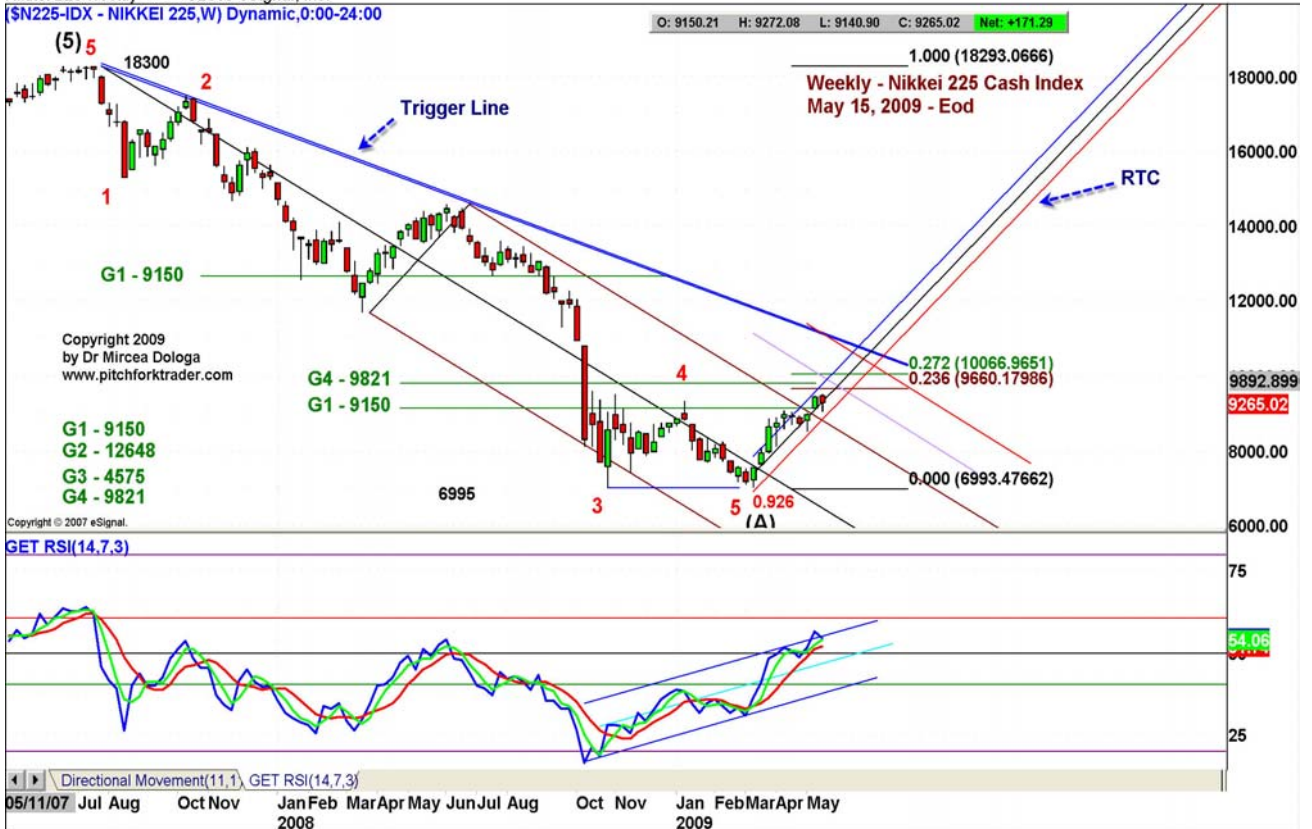 ($N225-IDX - NIKKEI 225,W) Dynamic,0:00-24:00
O: 9150.21 H: 9272.08 L: 9140.90 C: 9265.02 Net: +171.29
(5) 5
18300
2
1
Trigger Line
1.000 (18293.0666)
Weekly - Nikkei 225 Cash Index
May 15, 2009 - Eod
RTC
18000.00
16000.00
14000.00
12000.00
G1 - 9150
Copyright 2009
by Dr Mircea Dologa
www.pitchforktrader.com
G4 - 9821
G1 - 9150
4
0.272 (10066.9651)
0.236 (9660.17986)
9892.899
9265.02
8000.00
G1 - 9150
G2 - 12648
G3 - 4575
G4 - 9821
6995
3
5
0.926
(A)
0.000 (6993.47662)
6000.00
Copyright © 2007 eSignal.
GET RSI(14,7,3)
75
54.06
25
Directional Movement(11,1) GET RSI(14,7,3)
05/11/07 Jul Aug Oct Nov Jan Feb Mar Apr May Jun Jul Aug Oct Nov Jan Feb Mar Apr May
2008 2009